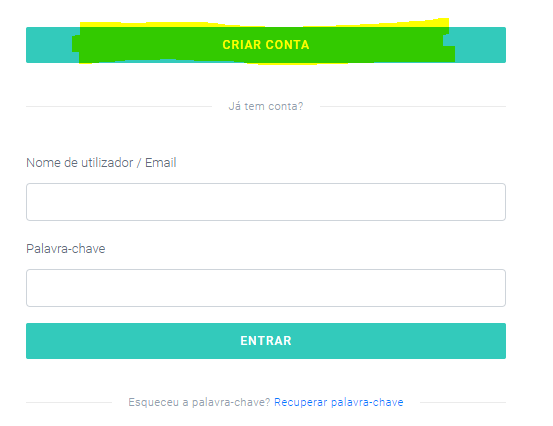 CRIAR CONTA
Já tem conta?
Nome de utilizador / Email
Palavra-chave
ENTRAR
Esqueceu a palavra-chave? Recuperar palavra-chave